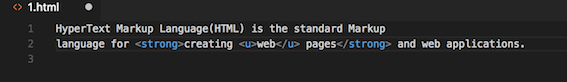 <> 1.html ●
1 HyperText Markup Language(HTML) is the standard Markup
2 language for <strong>creating <u>web</u> pages</strong> and web applications.
3